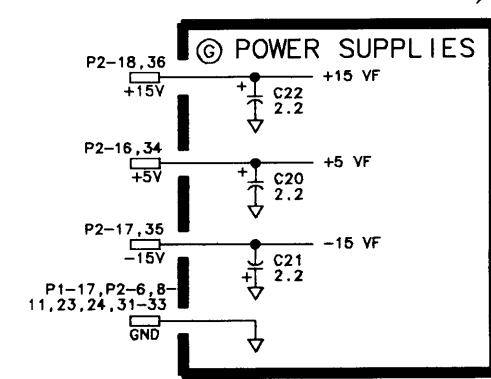 Ⓖ POWER SUPPLIES
P2-18,36
+15V
+15 VF
+
C22
2.2
P2-16,34
+5V
+5 VF
+
C20
2.2
P2-17,35
-15V
-15 VF
C21
+
2.2
P1-17,P2-6,8-
11,23,24,31-33
GND